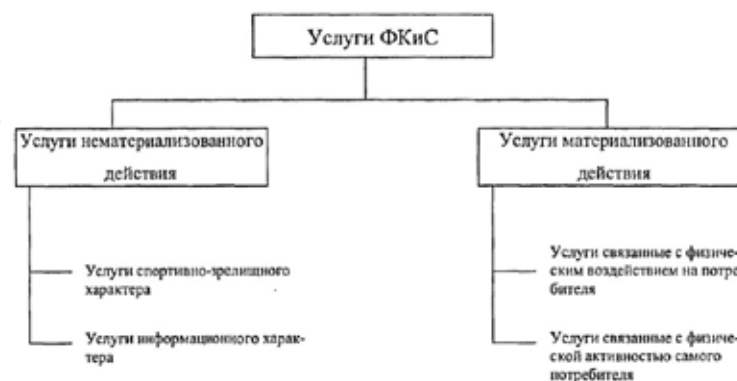 Услуги ФКиС
Услуги нематериализованного
действия
Услуги материализованного
действия
Услуги спортивно-зрелищного
характера
Услуги информационного харак-
тера
Услуги связанные с физиче-
ским воздействием на потре
бителя
Услуги связанные с физиче-
ской активностью самого
потребителя